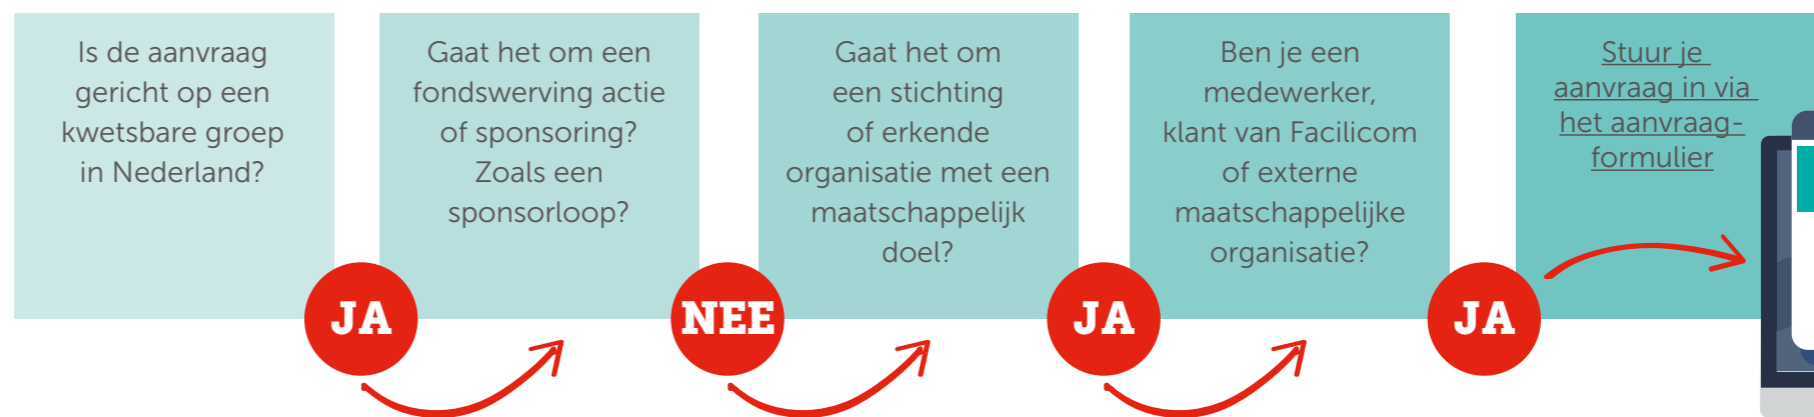 Is de aanvraag
gericht op een
kwetsbare groep
in Nederland?
JA
Gaat het om een
fondswerving actie
of sponsoring?
Zoals een
sponsorloop?
NEE
Gaat het om
een stichting
of erkende
organisatie met een
maatschappelijk
doel?
JA
Ben je een
medewerker,
klant van Facilicom
of externe
maatschappelijke
organisatie?
JA
Stuur je
aanvraag in via
het aanvraag-
formulier